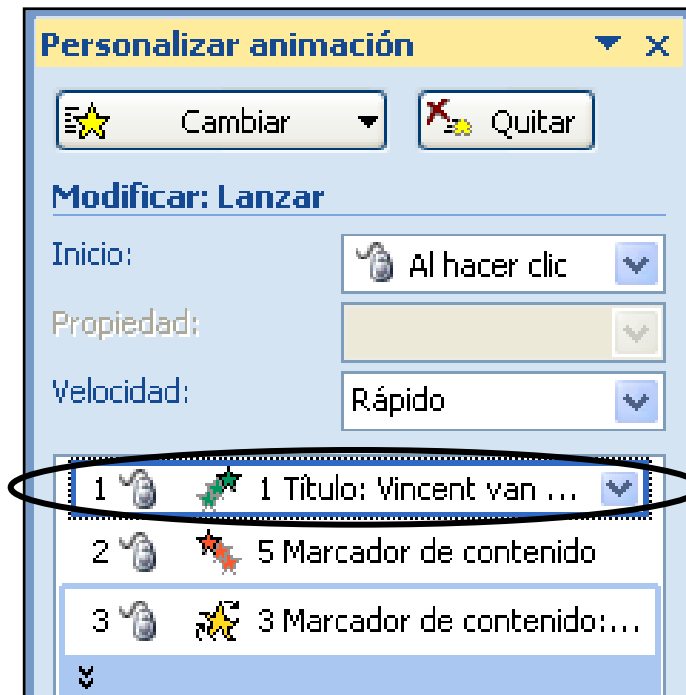 Personalizar animación
Cambiar Quitar
Modificar: Lanzar
Inicio: Al hacer clic
Propiedad:
Velocidad: Rápido
1 1 Título: Vincent van ...
2 5 Marcador de contenido
3 3 Marcador de contenido:...